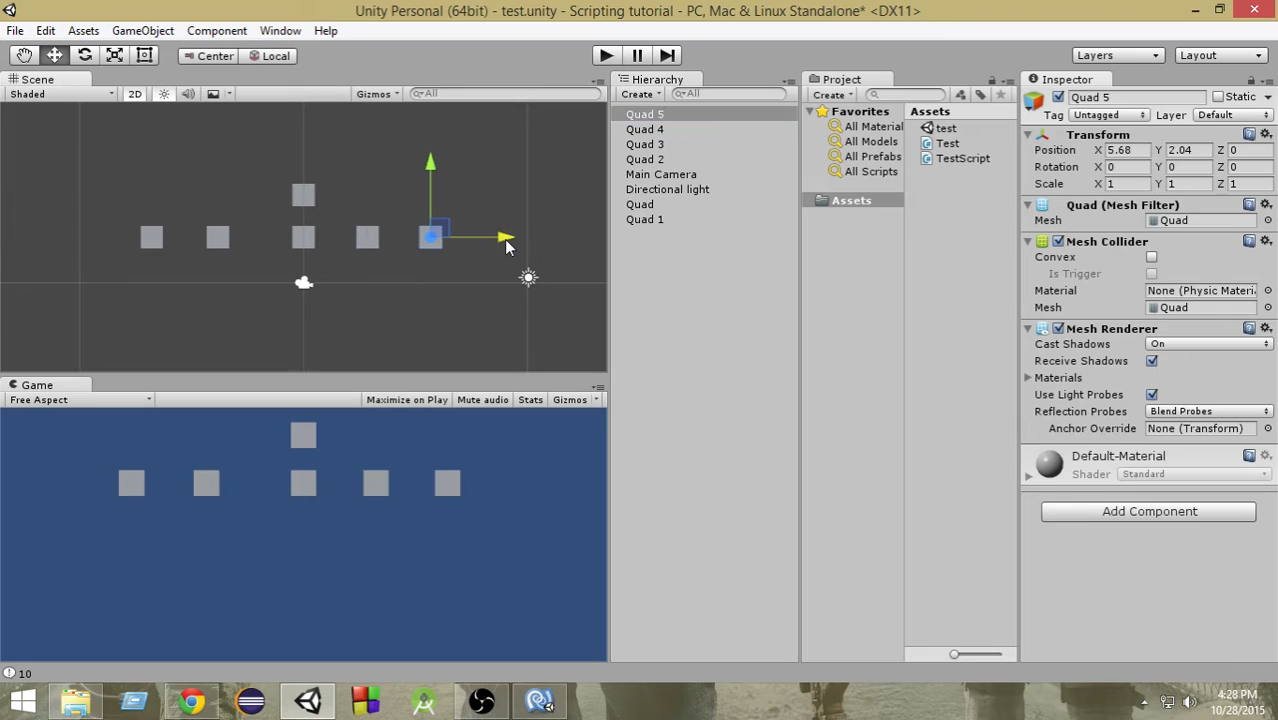 Unity Personal (64bit) - test.unity - Scripting tutorial - PC, Mac & Linux Standalone* <DX11>
File Edit Assets GameObject Component Window Help
Center Local Layers Layout
Scene
Shaded 2D Gizmos All
Hierarchy
Create All
Quad 5
Quad 4
Quad 3
Quad 2
Main Camera
Directional light
Quad
Quad 1
Project
Create
Favorites
All Material
All Models
All Prefabs
All Scripts
Assets
Assets
test
Test
TestScript
Inspector
Quad 5 Static
Tag Untagged Layer Default
Transform
Position X 5.68 Y 2.04 Z 0
Rotation X 0 Y 0 Z 0
Scale X 1 Y 1 Z 1
Quad (Mesh Filter)
Mesh Quad
Mesh Collider
Convex
Is Trigger
Material None (Physic Materi
Mesh Quad
Mesh Renderer
Cast Shadows On
Receive Shadows
Materials
Use Light Probes
Reflection Probes Blend Probes
Anchor Override None (Transform)
Default-Material
Shader Standard
Add Component
Game
Free Aspect Maximize on Play Mute audio Stats Gizmos
10
4:28 PM
10/28/2015